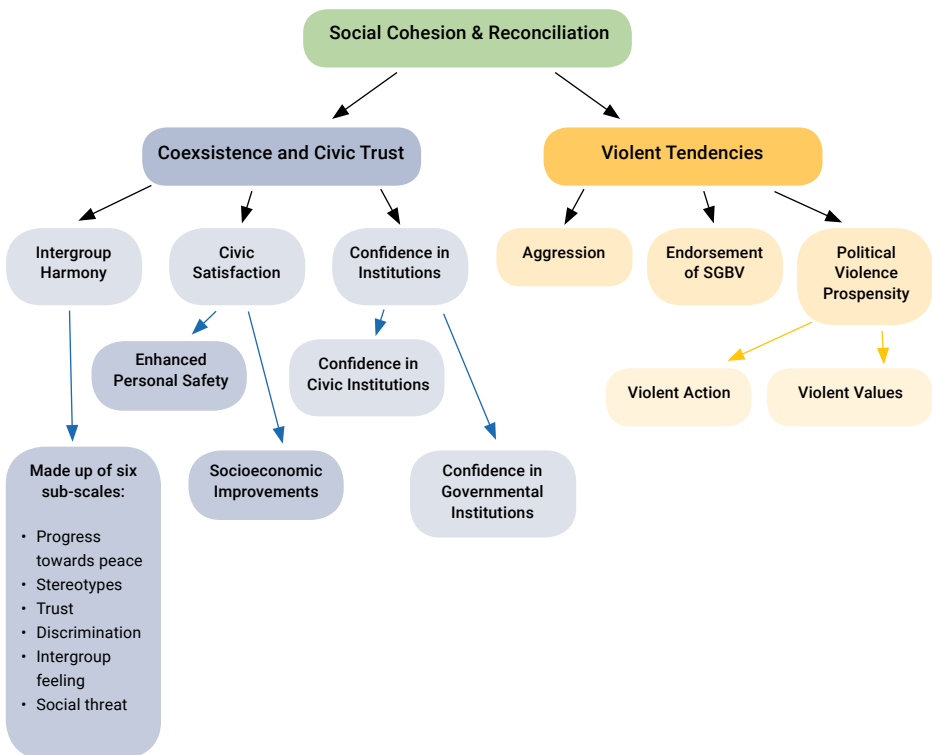 Social Cohesion & Reconciliation
Coexsistence and Civic Trust
Violent Tendencies
Intergroup
Harmony
Civic
Satisfaction
Confidence in
Institutions
Aggression
Endorsement
of SGBV
Political
Violence
Prospensity
Enhanced
Personal Safety
Confidence in
Civic Institutions
Violent Action
Violent Values
Made up of six
sub-scales:
• Progress
towards peace
• Stereotypes
• Trust
• Discrimination
• Intergroup
feeling
• Social threat
Socioeconomic
Improvements
Confidence in
Governmental
Institutions